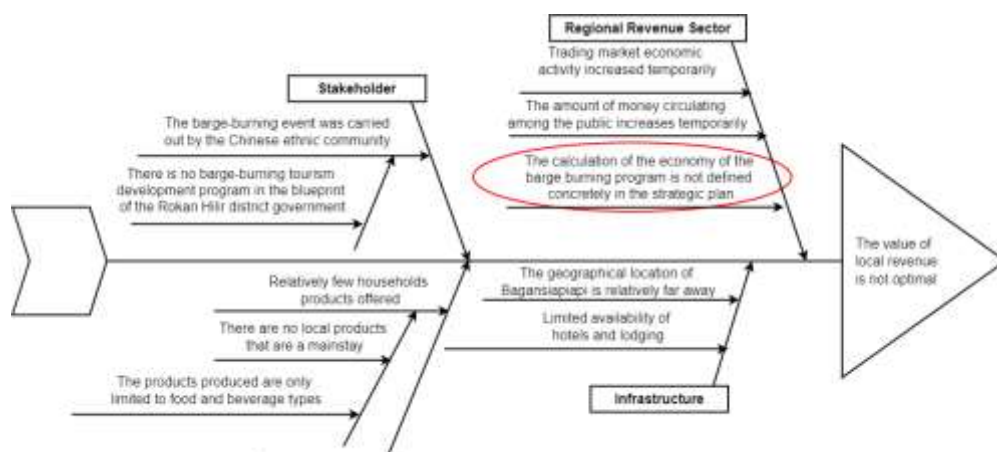 Regional Revenue Sector
Trading market economic
activity increased temporarily
Stakeholder
The amount of money circulating
among the public increases temporarily
The barge-burning event was carried
out by the Chinese ethnic community
The calculation of the economy of the
barge burning program is not defined
concretely in the strategic plan
There is no barge-burning tourism
development program in the blueprint
of the Rokan Hilir district government
The value of
local revenue
is not optimal
Relatively few households
products offered
The geographical location of
Bagansiapiapi is relatively far away
There are no local products
that are a mainstay
Limited availability of
hotels and lodging
The products produced are only
limited to food and beverage types
Infrastructure